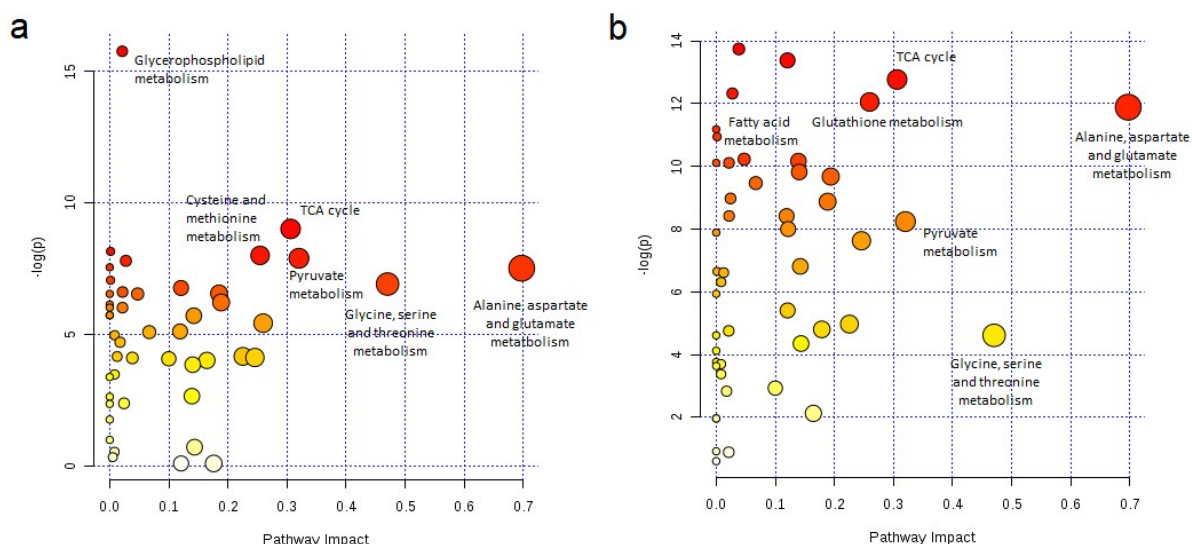 a
-log(p)
15
10
5
0
Glycerophospholipid
metabolism
Cysteine and
methionine
metabolism
TCA cycle
Pyruvate
metabolism
Glycine, serine
and threonine
metabolism
Alanine, aspartate
and glutamate
metatbolism
0.0 0.1 0.2 0.3 0.4 0.5 0.6 0.7
Pathway Impact
b
-log(p)
14
12
10
8
6
4
2
TCA cycle
Fatty acid
metabolism
Glutathione metabolism
Alanine, aspartate
and glutamate
metatbolism
Pyruvate
metabolism
Glycine, serine
and threonine
metabolism
0.0 0.1 0.2 0.3 0.4 0.5 0.6 0.7
Pathway Impact